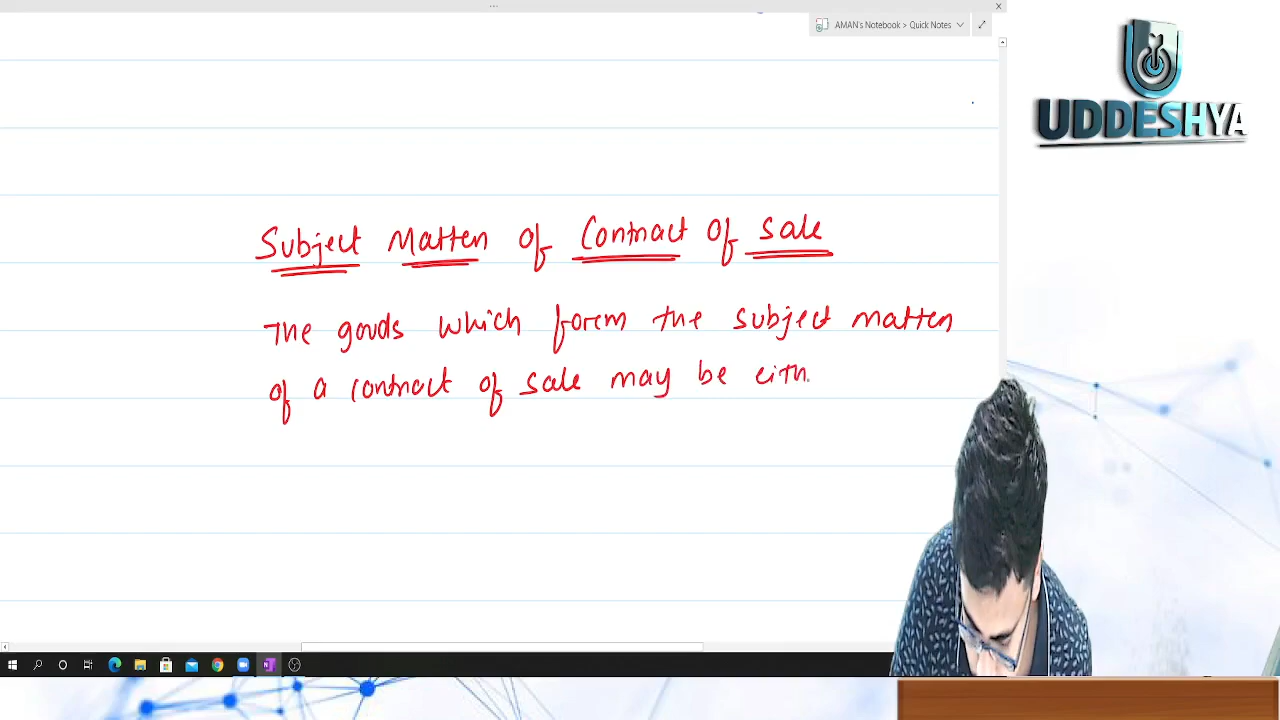 AMAN's Notebook > Quick Notes
UDDESHYA
Subject Matter of Contract of Sale
The goods which form the subject matter
of a contract of sale may be eith